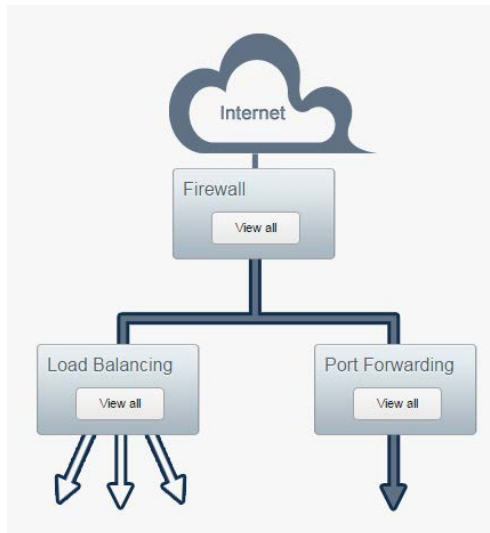 Internet
Firewall
View all
Load Balancing
View all
Port Forwarding
View all